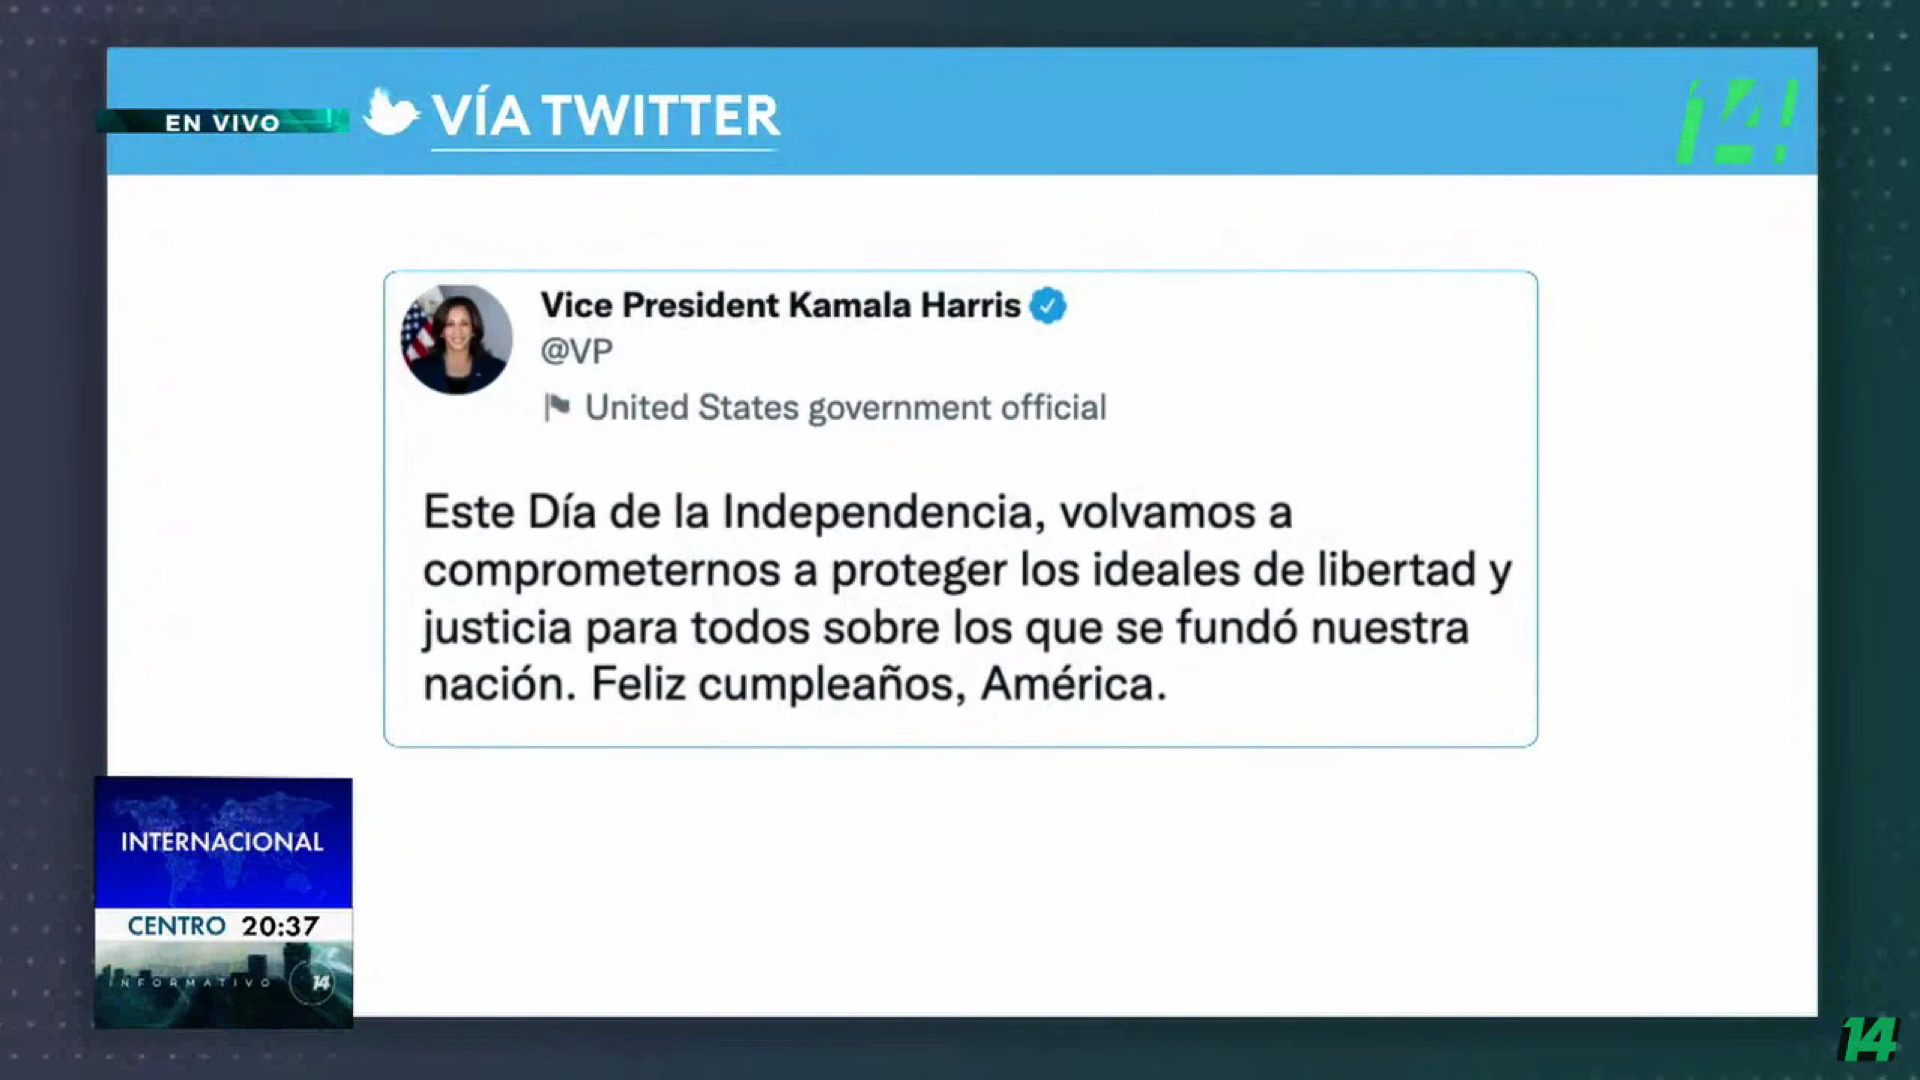 EN VIVO
VÍA TWITTER
14
Vice President Kamala Harris
@VP
United States government official
Este Día de la Independencia, volvamos a
comprometernos a proteger los ideales de libertad y
justicia para todos sobre los que se fundó nuestra
nación. Feliz cumpleaños, América.
INTERNACIONAL
CENTRO 20:37
INFORMATIVO 14
14